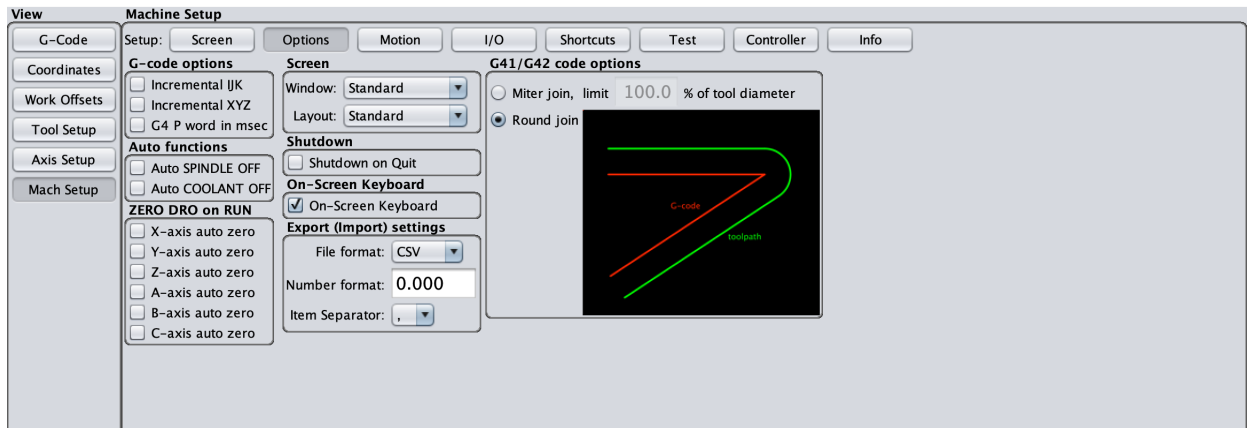 View
Machine Setup
G-Code
Coordinates
Work Offsets
Tool Setup
Axis Setup
Mach Setup
Setup: Screen Options Motion I/O Shortcuts Test Controller Info
G-code options
Incremental IJK
Incremental XYZ
G4 P word in msec
Auto functions
Auto SPINDLE OFF
Auto COOLANT OFF
ZERO DRO on RUN
X-axis auto zero
Y-axis auto zero
Z-axis auto zero
A-axis auto zero
B-axis auto zero
C-axis auto zero
Screen
Window: Standard
Layout: Standard
Shutdown
Shutdown on Quit
On-Screen Keyboard
On-Screen Keyboard
Export (Import) settings
File format: CSV
Number format: 0.000
Item Separator: ,
G41/G42 code options
Miter join, limit 100.0 % of tool diameter
Round join
G-code
toolpath